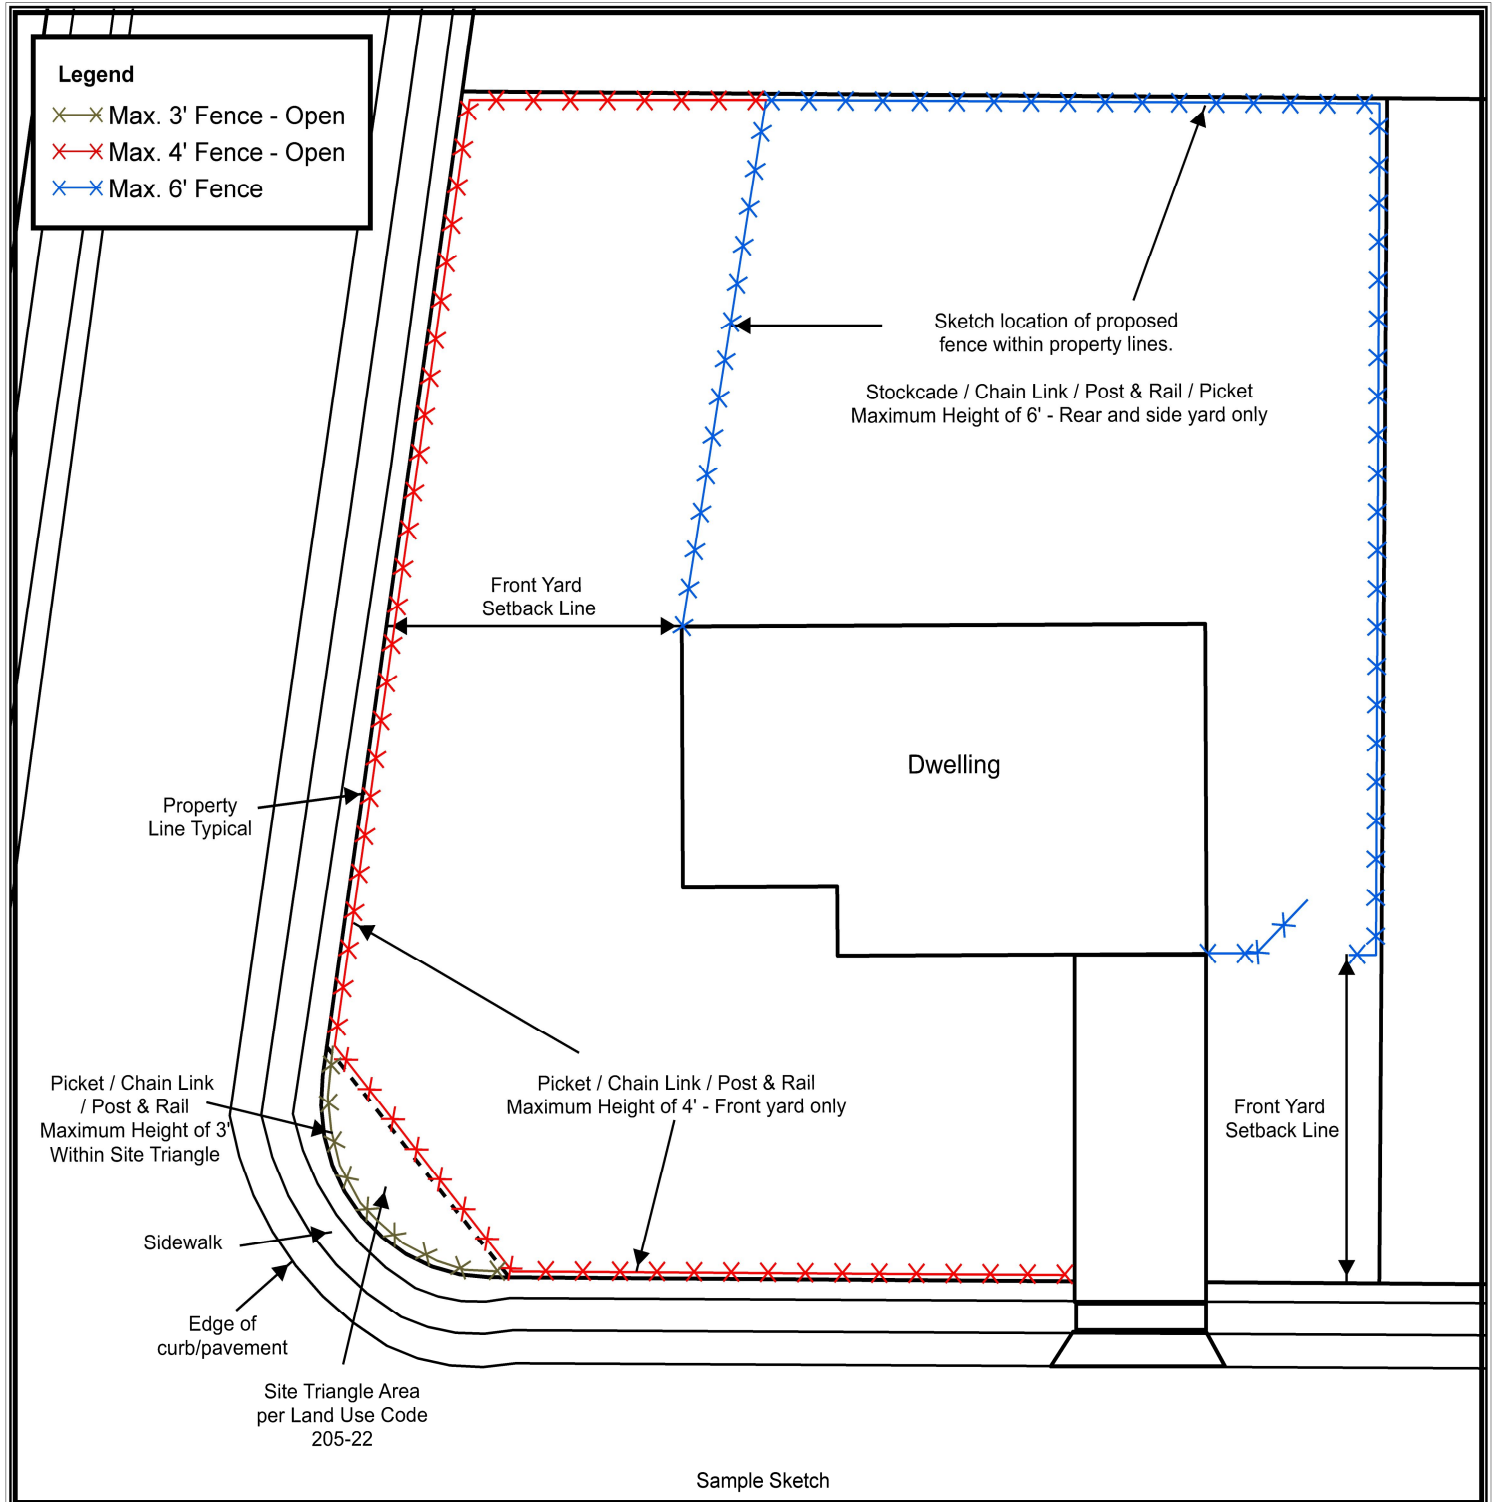 Legend
Max. 3' Fence - Open
Max. 4' Fence - Open
Max. 6' Fence
Sketch location of proposed
fence within property lines.
Stockcade / Chain Link / Post & Rail / Picket
Maximum Height of 6' - Rear and side yard only
Front Yard
Setback Line
Dwelling
Property
Line Typical
Picket / Chain Link
/ Post & Rail
Maximum Height of 3'
Within Site Triangle
Picket / Chain Link / Post & Rail
Maximum Height of 4' - Front yard only
Front Yard
Setback Line
Sidewalk
Edge of
curb/pavement
Site Triangle Area
per Land Use Code
205-22
Sample Sketch